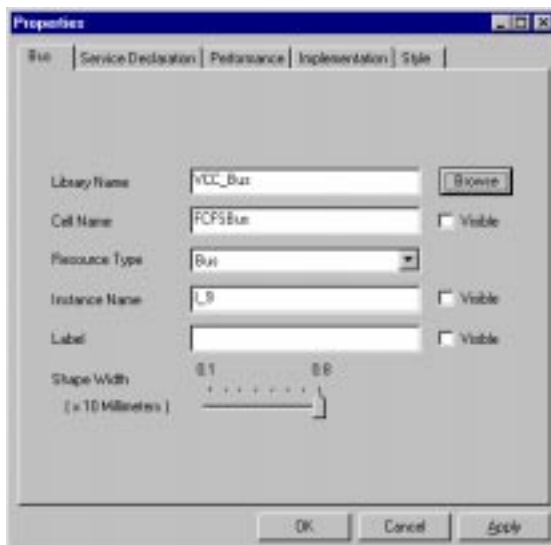 Properties
Bus Service Declaration Performance Implementation Style
Library Name VCC_Bus Browse
Cell Name FCFSBus Visible
Resource Type Bus
Instance Name I_9 Visible
Label Visible
0.1 0.8
Shape Width
( x 10 Millimeters )
OK Cancel Apply